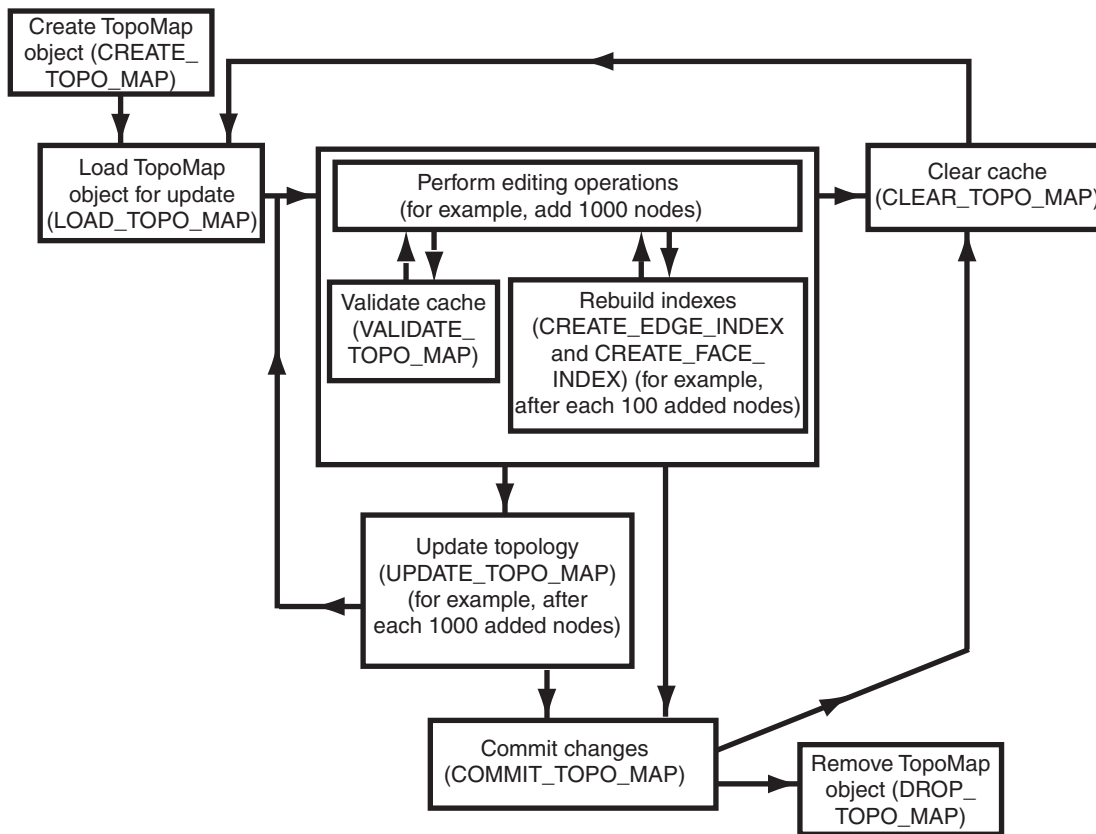 Create TopoMap
object (CREATE_
TOPO_MAP)
Load TopoMap
object for update
(LOAD_TOPO_MAP)
Perform editing operations
(for example, add 1000 nodes)
Clear cache
(CLEAR_TOPO_MAP)
Validate cache
(VALIDATE_
TOPO_MAP)
Rebuild indexes
(CREATE_EDGE_INDEX
and CREATE_FACE_
INDEX) (for example,
after each 100 added nodes)
Update topology
(UPDATE_TOPO_MAP)
(for example, after
each 1000 added nodes)
Commit changes
(COMMIT_TOPO_MAP)
Remove TopoMap
object (DROP_
TOPO_MAP)